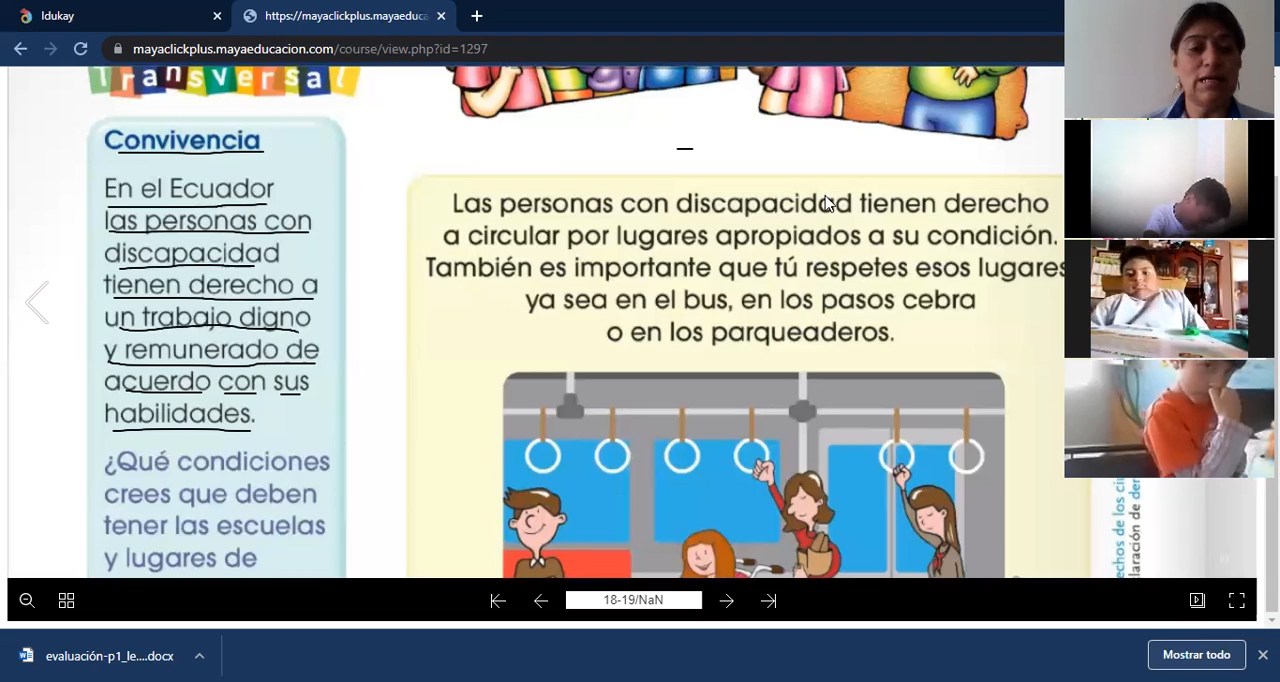 Idukay
https://mayaclickplus.mayaeduca
mayaclickplus.mayaeducacion.com/course/view.php?id=1297
Transversal
Convivencia
En el Ecuador
las personas con
discapacidad
tienen derecho a
un trabajo digno
y remunerado de
acuerdo con sus
habilidades.
¿Qué condiciones
crees que deben
tener las escuelas
y lugares de
Las personas con discapacidad tienen derecho
a circular por lugares apropiados a su condición.
También es importante que tú respetes esos lugares
ya sea en el bus, en los pasos cebra
o en los parqueaderos.
18-19/NaN
evaluación-p1_le....docx
Mostrar todo